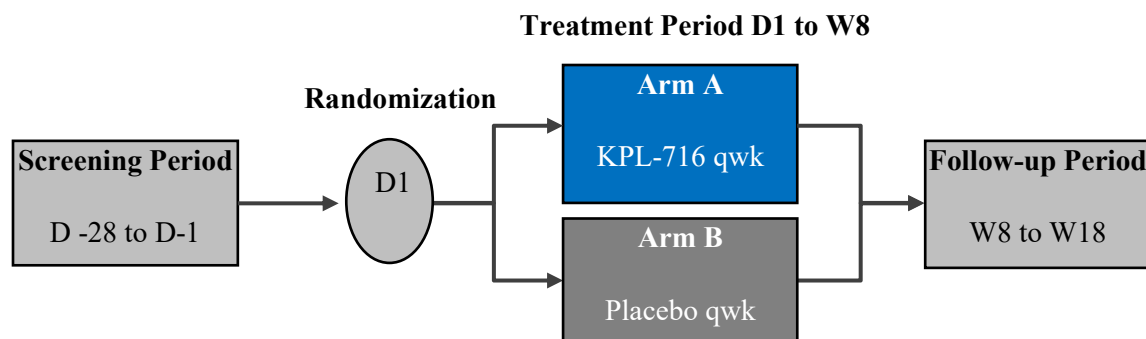 Treatment Period D1 to W8
Randomization
Screening Period
D -28 to D-1
D1
Arm A
KPL-716 qwk
Arm B
Placebo qwk
Follow-up Period
W8 to W18